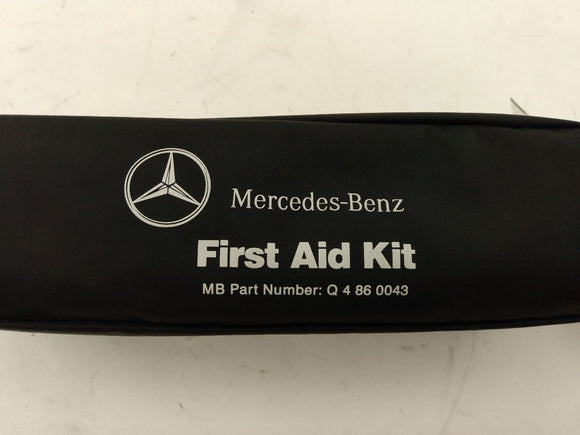 Mercedes-Benz
First Aid Kit
MB Part Number: Q 4 86 0043